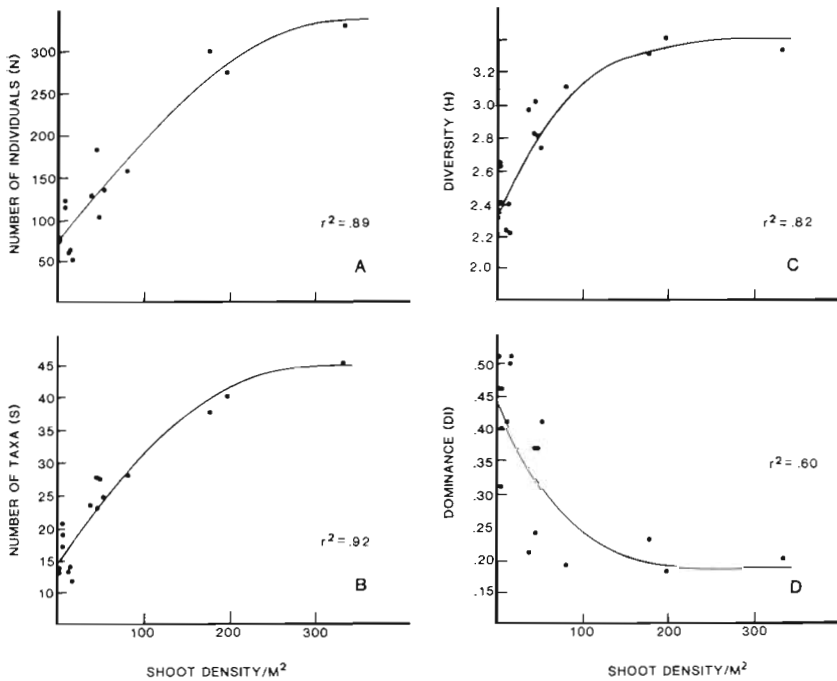 NUMBER OF INDIVIDUALS (N)
300
250
200
150
100
50
r² = .89
A
DIVERSITY (H)
3.4
3.2
3.0
2.8
2.6
2.4
2.2
2.0
r² = .82
C
NUMBER OF TAXA (S)
45
40
35
30
25
20
15
10
r² = .92
B
100 200 300
SHOOT DENSITY/M²
DOMINANCE (DI)
.50
.45
.40
.35
.30
.25
.20
.15
r² = .60
D
0 100 200 300
SHOOT DENSITY/M²